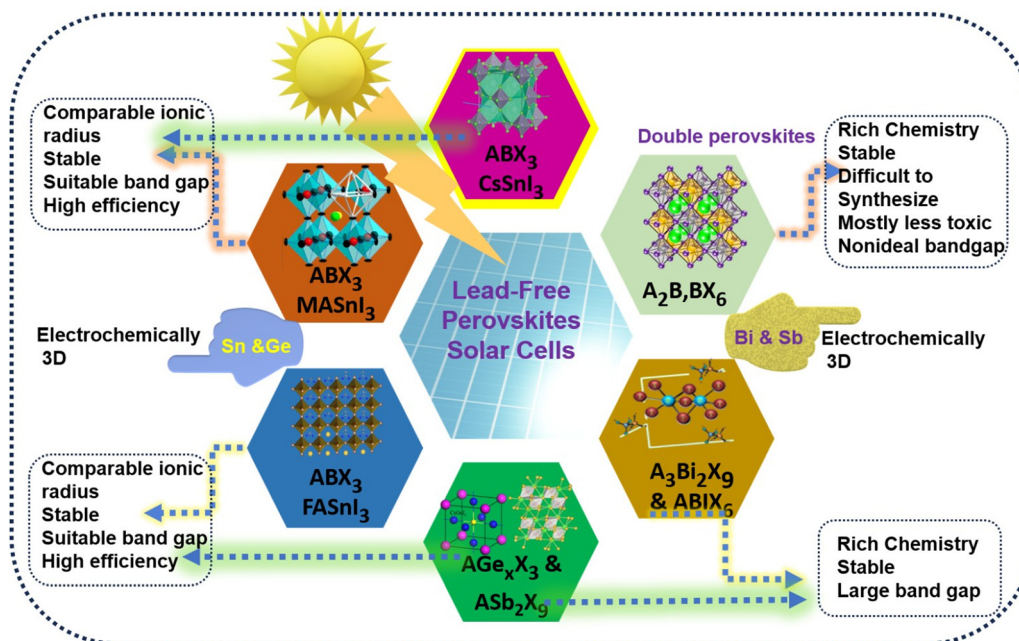 Comparable ionic
radius
Stable
Suitable band gap
High efficiency
ABX₃
CsSnI₃
Double perovskites
Rich Chemistry
Stable
Difficult to
Synthesize
Mostly less toxic
Nonideal bandgap
ABX₃
MASnI₃
A₂B,BX₆
Lead-Free
Perovskites
Solar Cells
Electrochemically
3D
Sn &Ge
Bi & Sb
Electrochemically
3D
ABX₃
FASnI₃
A₃Bi₂X₉
& ABIX₆
Comparable ionic
radius
Stable
Suitable band gap
High efficiency
AGeₓX₃ &
ASb₂X₉
Rich Chemistry
Stable
Large band gap